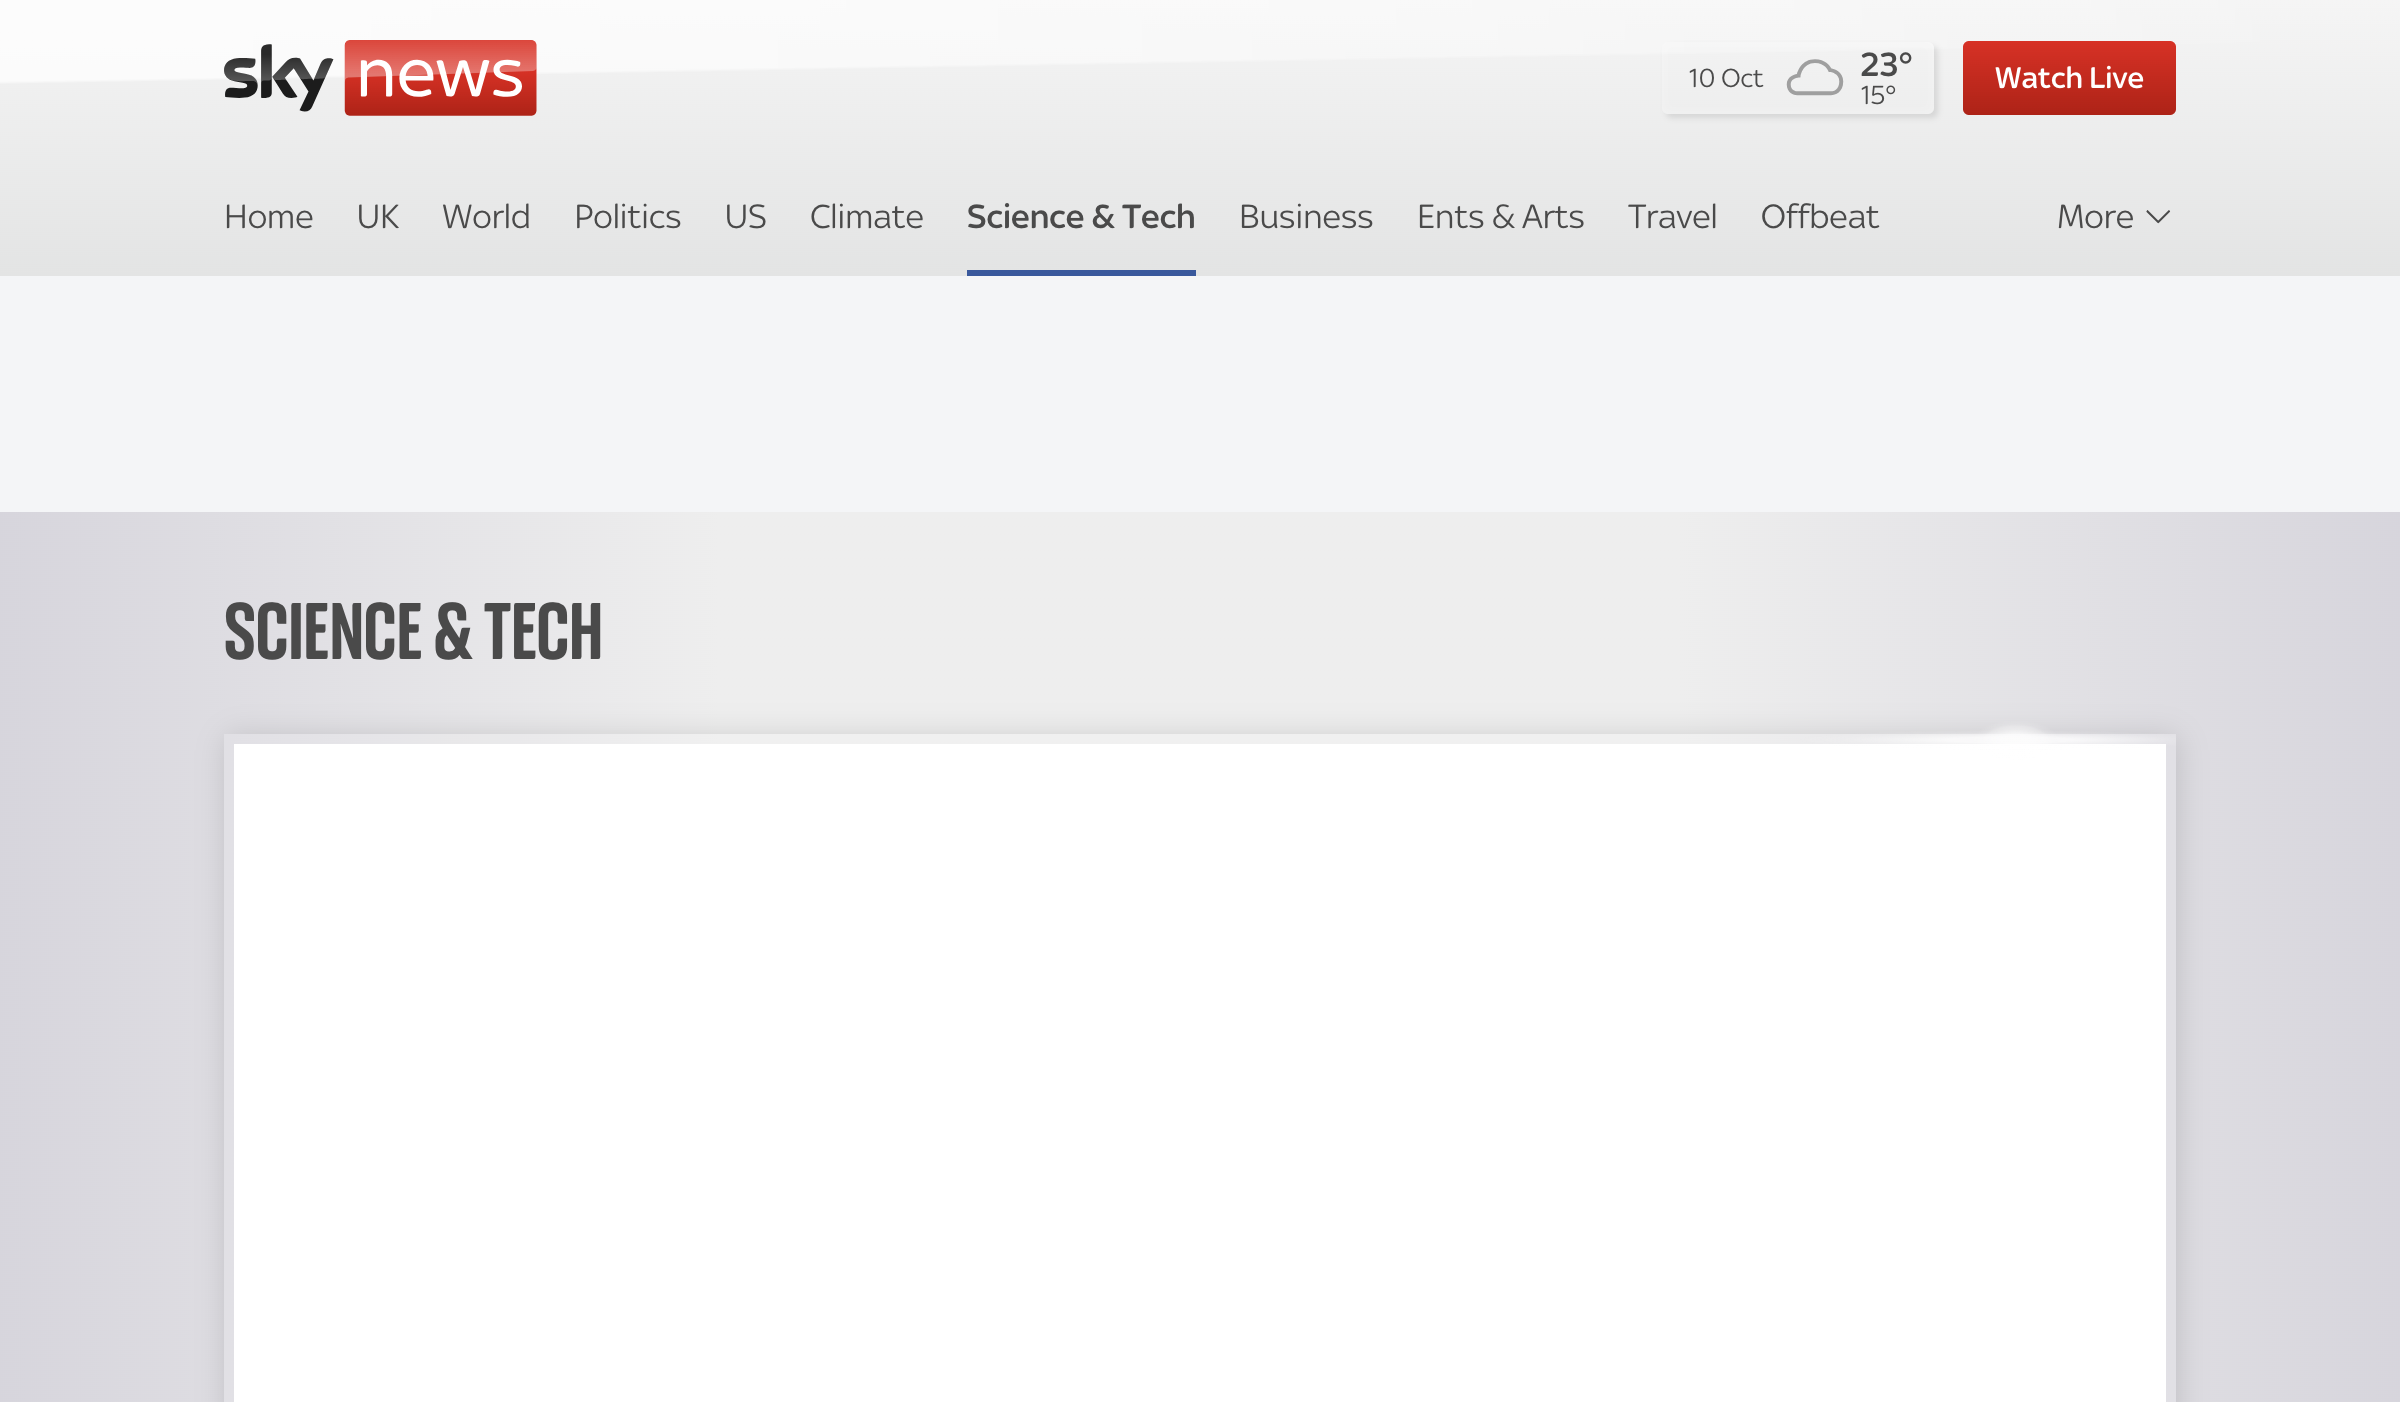 sky news
10 Oct
23°
15°
Watch Live
Home UK World Politics US Climate Science & Tech Business Ents & Arts Travel Offbeat More
SCIENCE & TECH